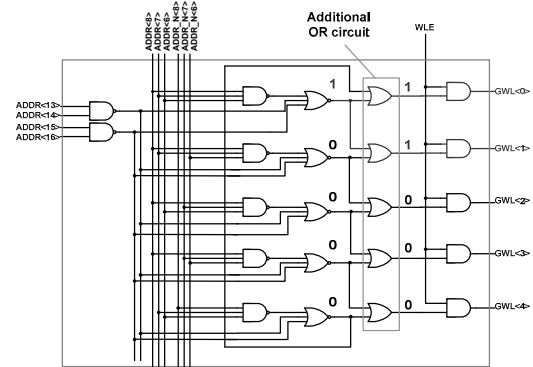 ADDR<8>
ADDR<7>
ADDR<6>
ADDR_N<8>
ADDR_N<7>
ADDR_N<6>
Additional
OR circuit
WLE
ADDR<13>
ADDR<14>
ADDR<15>
ADDR<16>
1
1
GWL<0>
0
1
GWL<1>
0
0
GWL<2>
0
0
GWL<3>
0
0
GWL<4>